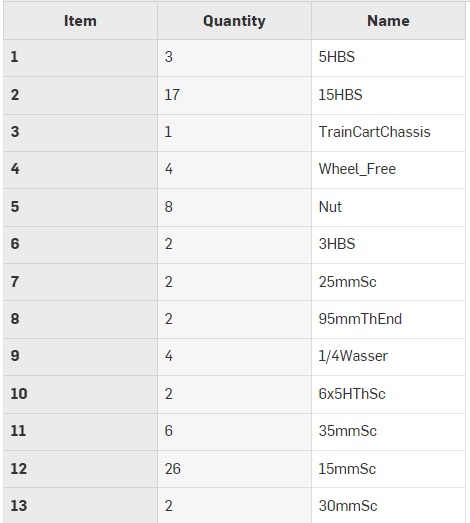 Item Quantity Name
1 3 5HBS
2 17 15HBS
3 1 TrainCartChassis
4 4 Wheel_Free
5 8 Nut
6 2 3HBS
7 2 25mmSc
8 2 95mmThEnd
9 4 1/4Wasser
10 2 6x5HThSc
11 6 35mmSc
12 26 15mmSc
13 2 30mmSc